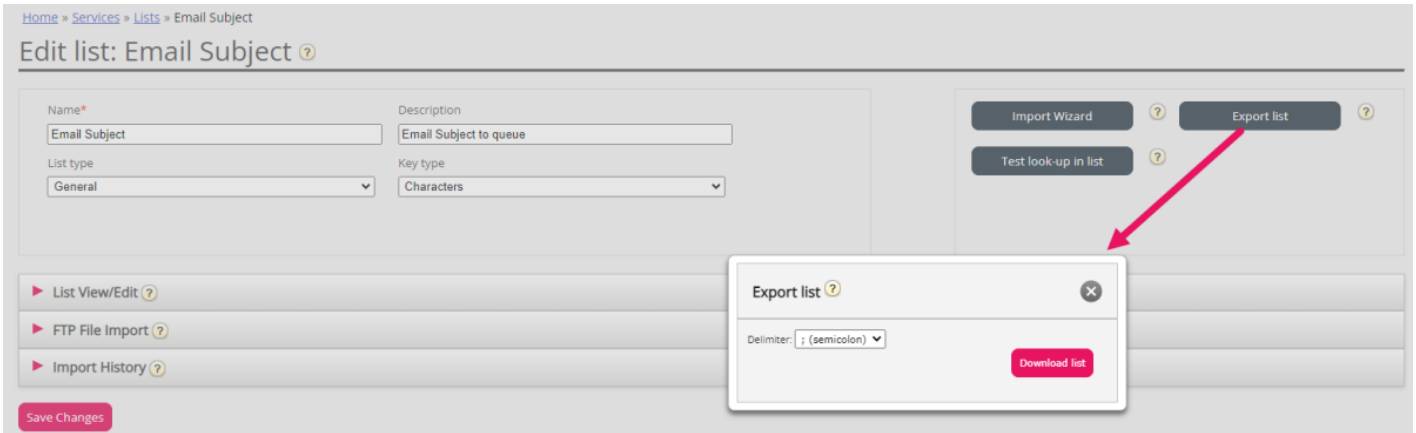 Home » Services » Lists » Email Subject
Edit list: Email Subject ?
Name*
Description
Email Subject
Email Subject to queue
List type
Key type
General
Characters
Import Wizard ? Export list ?
Test look-up in list ?
List View/Edit ?
FTP File Import ?
Import History ?
Export list ?
Delimiter: ; (semicolon)
Download list
Save Changes